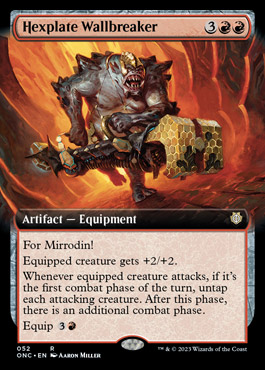 Hexplate Wallbreaker 3
Artifact — Equipment
For Mirrodin!
Equipped creature gets +2/+2.
Whenever equipped creature attacks, if it's
the first combat phase of the turn, untap
each attacking creature. After this phase,
there is an additional combat phase.
Equip 3
052 R
ONC • EN Aaron Miller
™ & © 2023 Wizards of the Coast